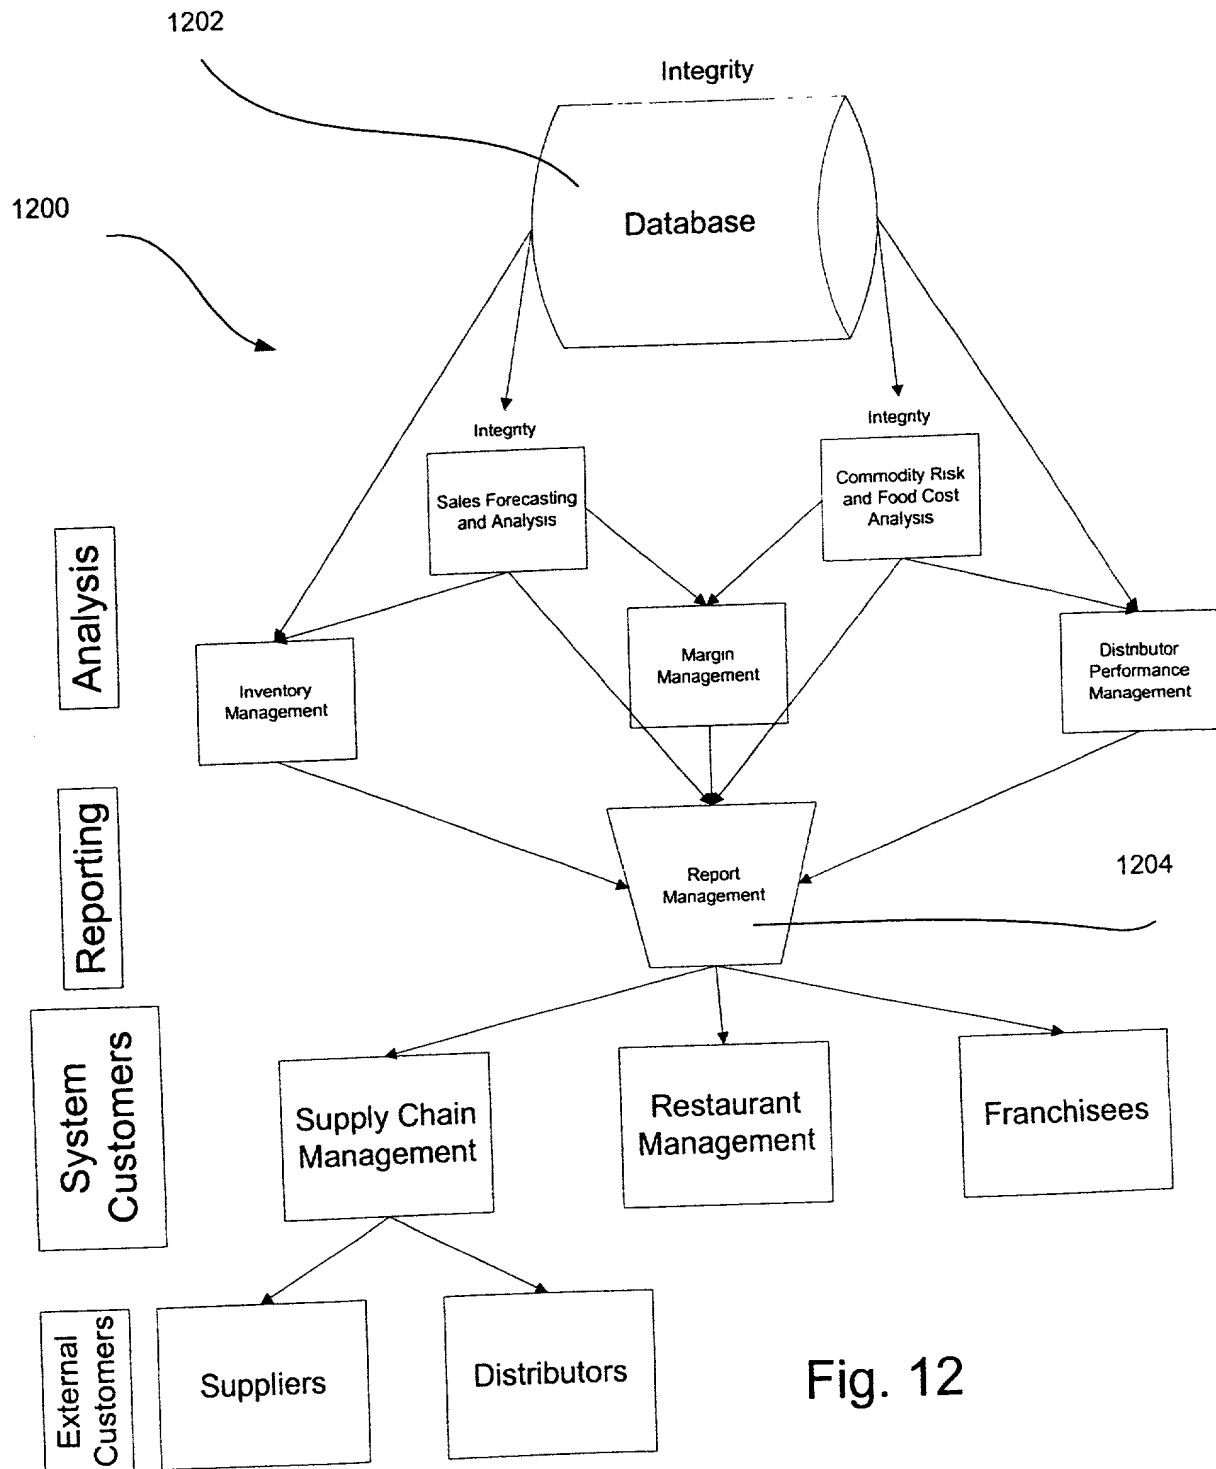 1202
Integrity
1200
Database
Integrity
Integrity
Sales Forecasting
and Analysis
Commodity Risk
and Food Cost
Analysis
Analysis
Inventory
Management
Margin
Management
Distributor
Performance
Management
Reporting
Report
Management
1204
System
Customers
Supply Chain
Management
Restaurant
Management
Franchisees
External
Customers
Suppliers
Distributors
Fig. 12